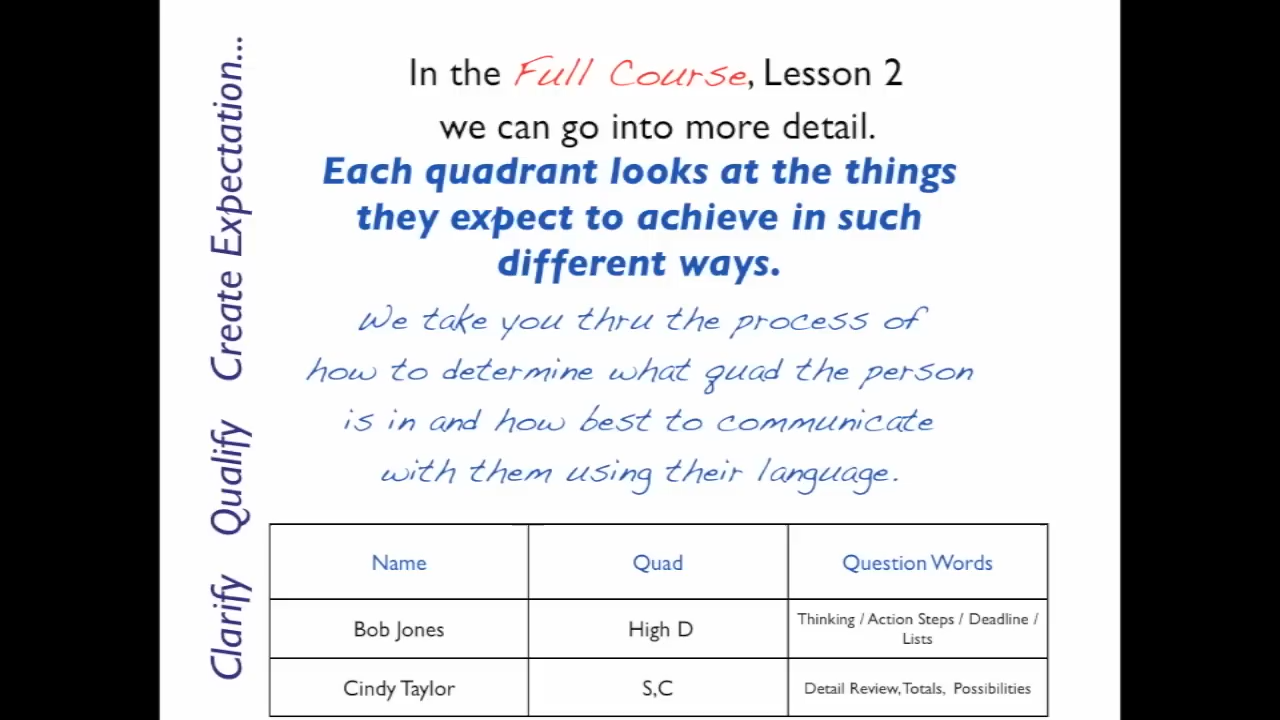 Clarify Qualify Create Expectation...
In the Full Course, Lesson 2
we can go into more detail.
Each quadrant looks at the things
they expect to achieve in such
different ways.
We take you thru the process of
how to determine what quad the person
is in and how best to communicate
with them using their language.
Name Quad Question Words
Bob Jones High D Thinking / Action Steps / Deadline /
Lists
Cindy Taylor S,C Detail Review, Totals, Possibilities